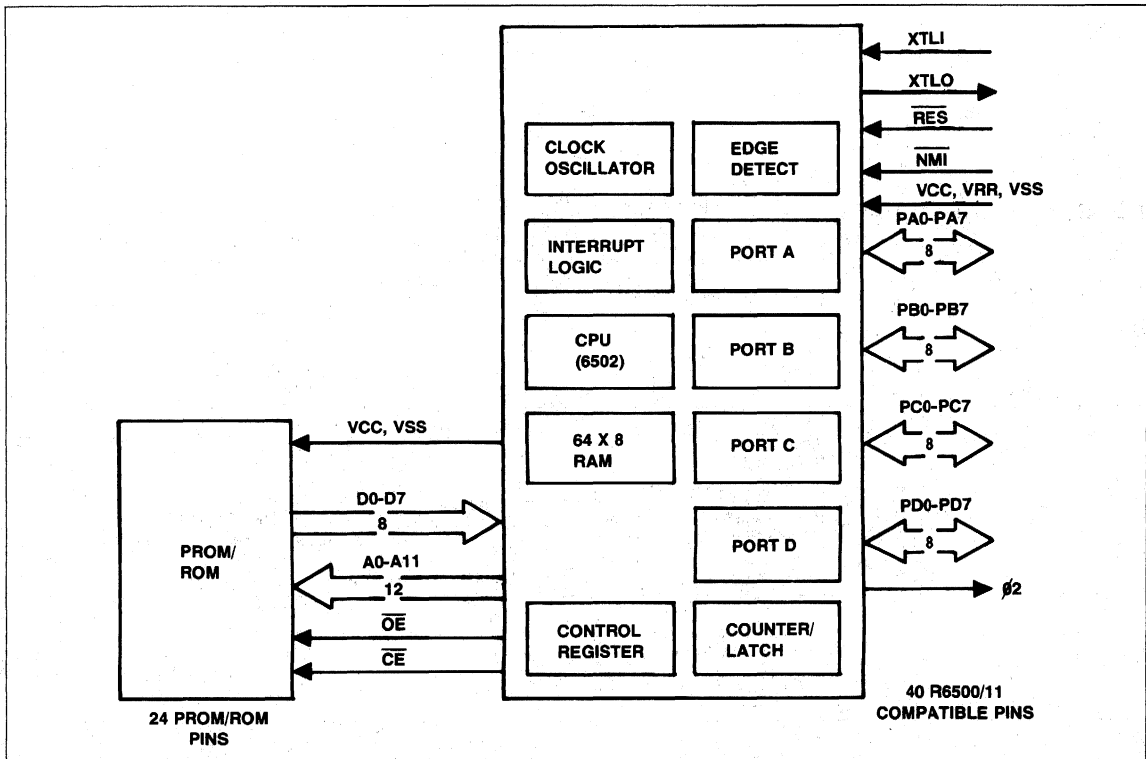 XTLI
XTLO
RES
NMI
VCC, VRR, VSS
CLOCK
OSCILLATOR
EDGE
DETECT
INTERRUPT
LOGIC
PORT A
PA0-PA7
8
CPU
(6502)
PORT B
PB0-PB7
8
64 X 8
RAM
PORT C
PC0-PC7
8
PORT D
PD0-PD7
8
CONTROL
REGISTER
COUNTER/
LATCH
ø2
PROM/
ROM
VCC, VSS
D0-D7
8
A0-A11
12
OE
CE
24 PROM/ROM
PINS
40 R6500/11
COMPATIBLE PINS